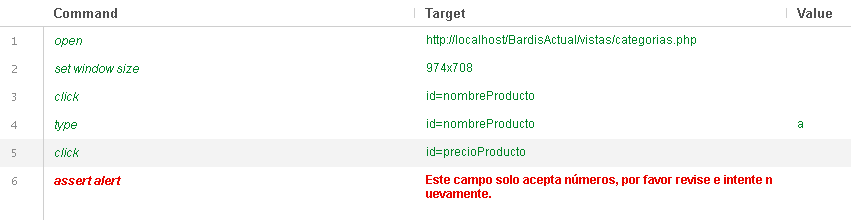 Command Target Value
1 open http://localhost/BardisActual/vistas/categorias.php
2 set window size 974x708
3 click id=nombreProducto
4 type id=nombreProducto a
5 click id=precioProducto
6 assert alert Este campo solo acepta números, por favor revise e intente n
uevamente.